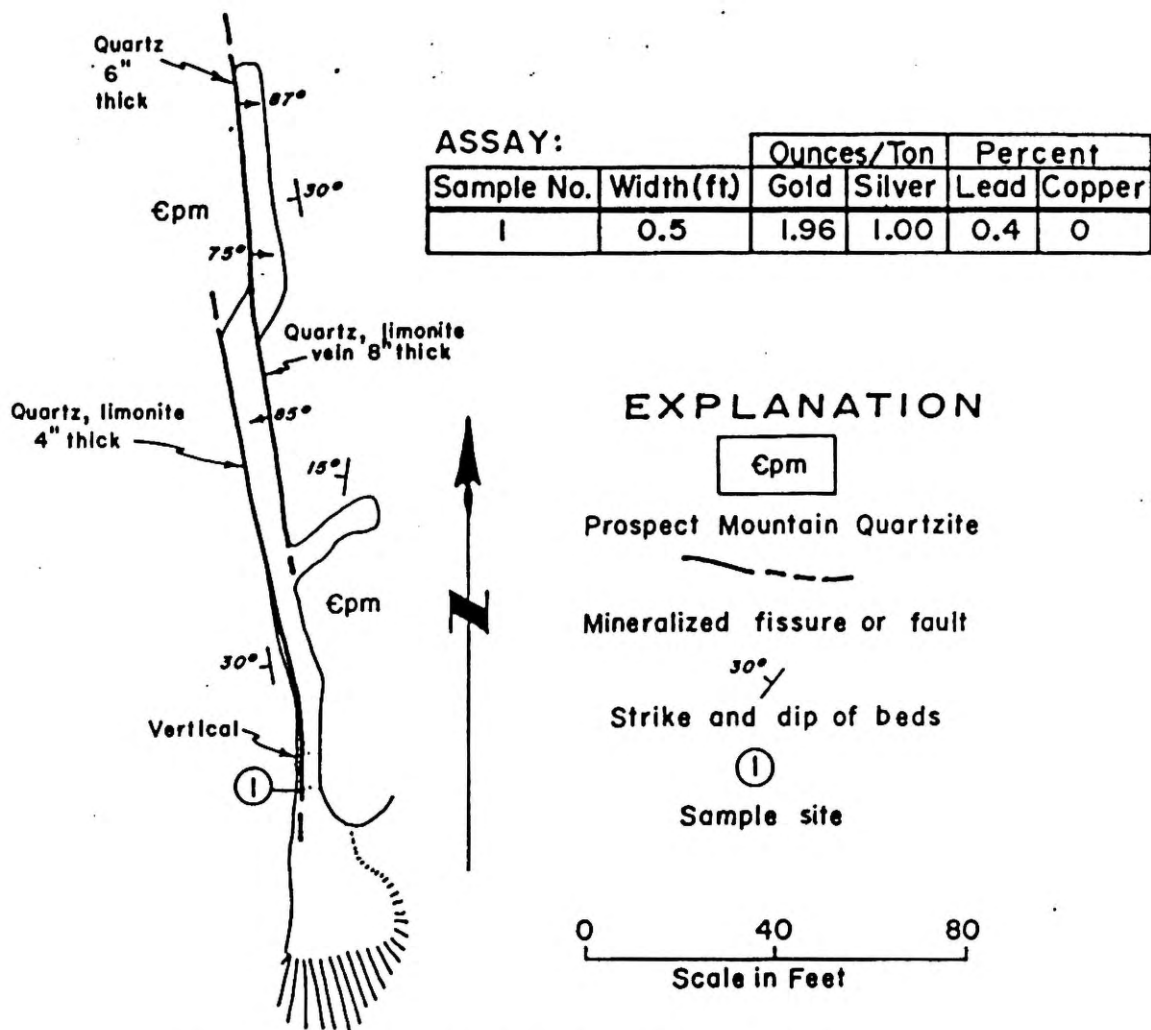 Quartz
6"
thick
87°
30°
Єpm
75°
Quartz, limonite
vein 8" thick
Quartz, limonite
4" thick
85°
15°
Єpm
30°
Vertical
1
N
ASSAY:
Ounces/Ton Percent
Sample No. Width (ft.) Gold Silver Lead Copper
1 0.5 1.96 1.00 0.4 0
EXPLANATION
Єpm
Prospect Mountain Quartzite
Mineralized fissure or fault
30°
Strike and dip of beds
1
Sample site
0 40 80
Scale in Feet